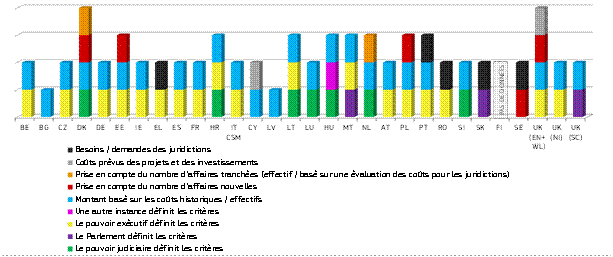 PAS DE DONNÉES
BE BG CZ DK DE EE IE EL ES FR HR IT CY LV LT LU HU MT NL AT PL PT RO SI SK FI SE UK UK UK
CSM (EN+ (NI) (SC)
WL)
Besoins / demandes des juridictions
Coûts prévus des projets et des investissements
Prise en compte du nombre d'affaires tranchées (effectif / basé sur une évaluation des coûts pour les juridictions)
Prise en compte du nombre d'affaires nouvelles
Montant basé sur les coûts historiques / effectifs
Une autre instance définit les critères
Le pouvoir exécutif définit les critères
Le Parlement définit les critères
Le pouvoir judiciaire définit les critères